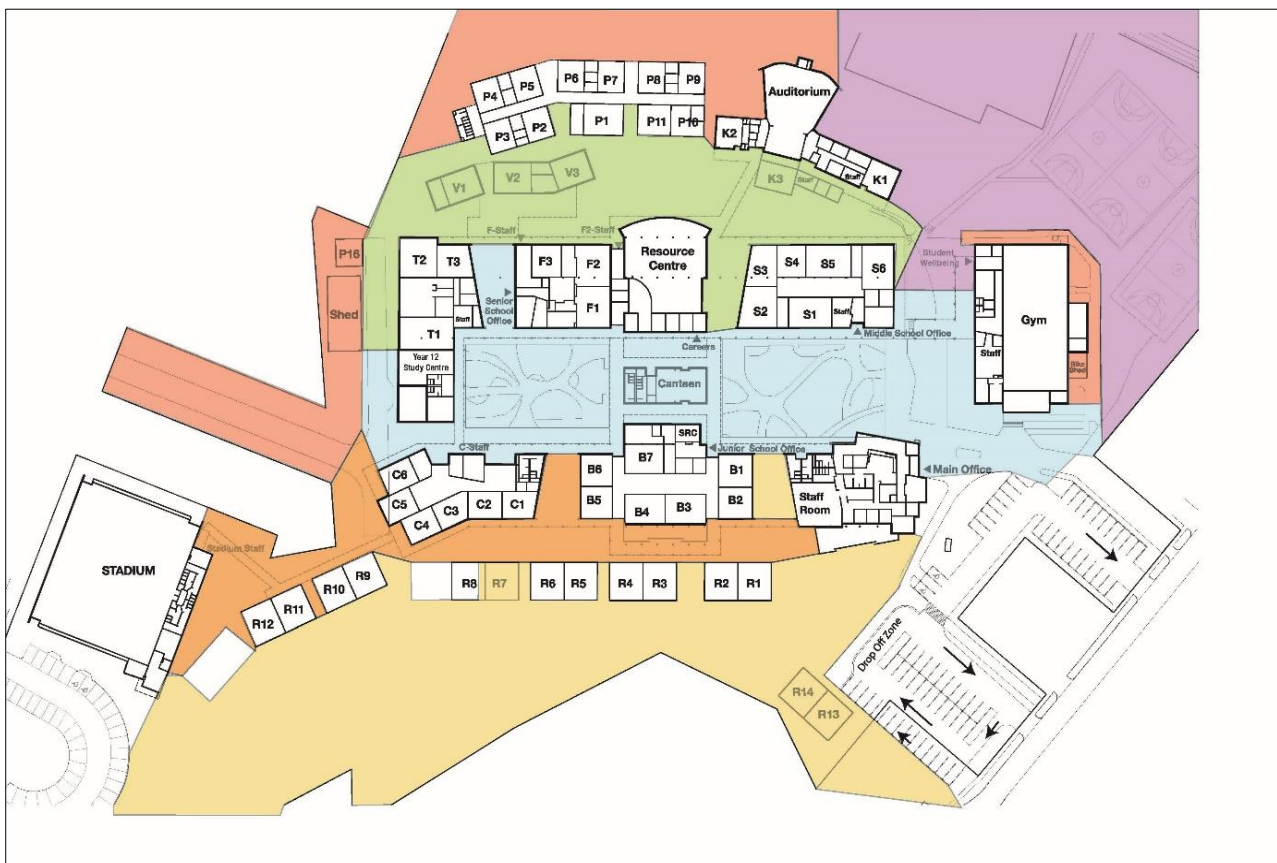 P6
P7
P8
P9
P4
P5
Auditorium
P3
P2
P1
P11
P10
K2
Staff
K1
K3
Staff
V1
V2
V3
F-Staff
F2-Staff
P16
T2
T3
F3
F2
Resource
Centre
S3
S4
S5
S6
Student
Wellbeing
Senior
School
Office
Shed
F1
S2
S1
Staff
T1
Staff
Gym
Middle School Office
Careers
Year 12
Study Centre
Staff
Bike
Shed
Canteen
SRC
C-Staff
B7
Junior School Office
Main Office
C6
B6
B1
C5
C3
C2
C1
B5
B2
Staff
Room
C4
B4
B3
Stadium Staff
STADIUM
R10
R9
R8
R7
R6
R5
R4
R3
R2
R1
R12
R11
Drop Off Zone
R14
R13